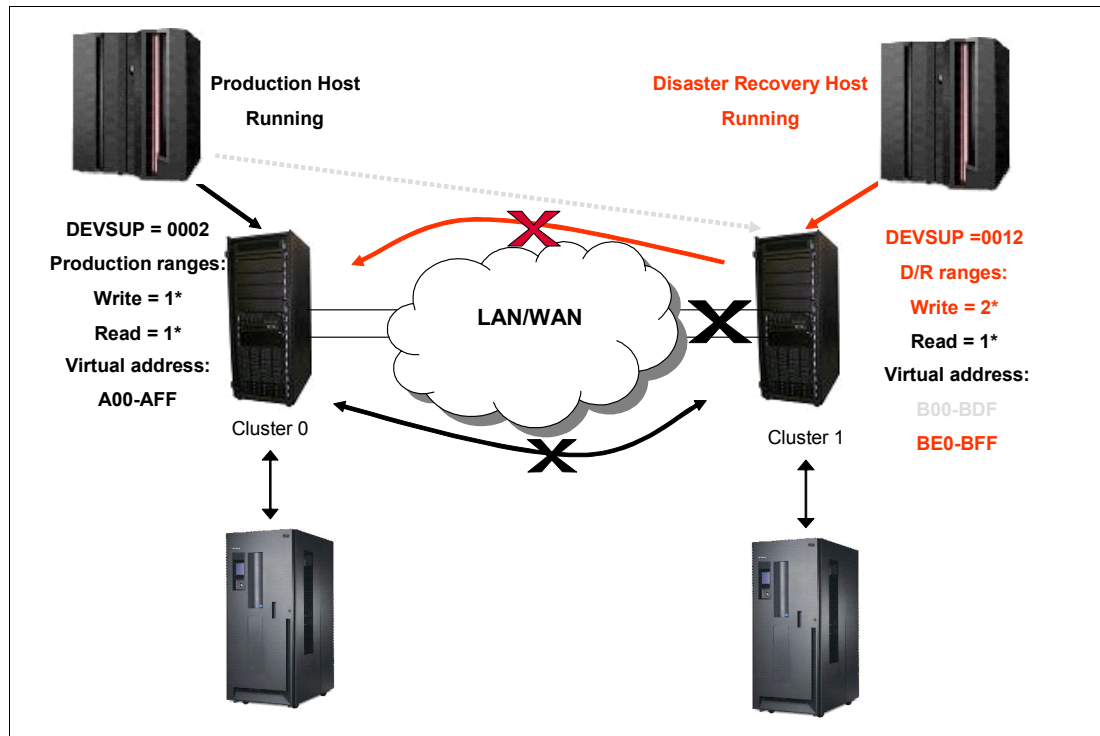 Production Host
Running
Disaster Recovery Host
Running
DEVSUP = 0002
Production ranges:
Write = 1*
Read = 1*
Virtual address:
A00-AFF
Cluster 0
LAN/WAN
DEVSUP =0012
D/R ranges:
Write = 2*
Read = 1*
Virtual address:
B00-BDF
BE0-BFF
Cluster 1